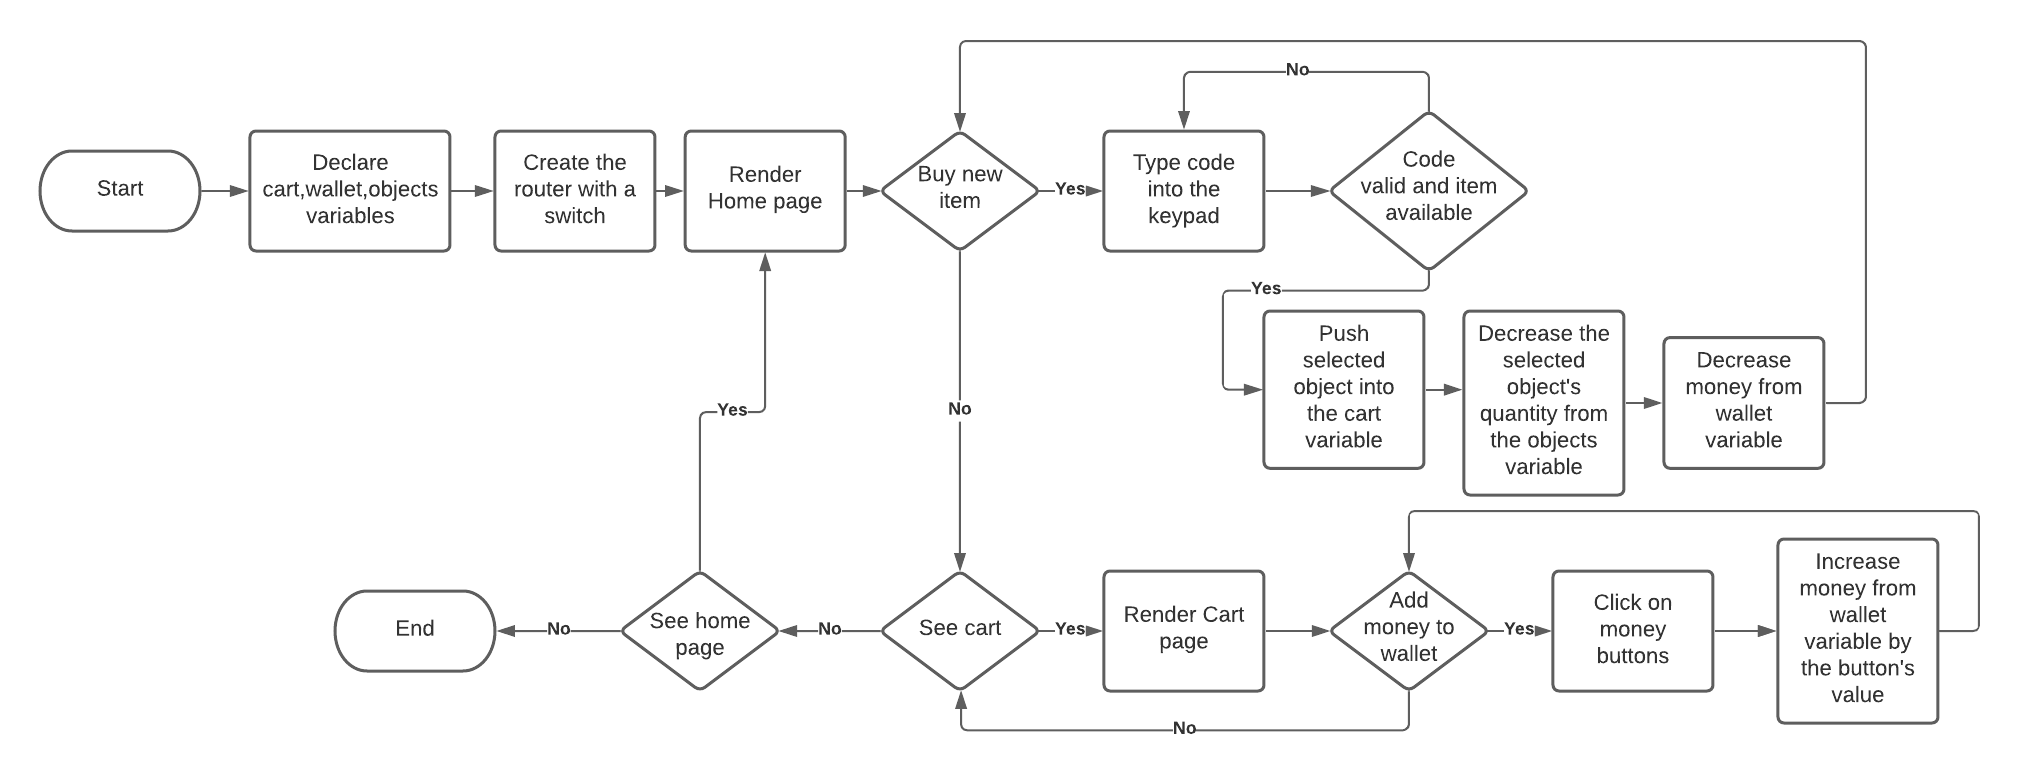 Start
Declare
cart,wallet,objects
variables
Create the
router with a
switch
Render
Home page
Buy new
item
Yes
Type code
into the
keypad
No
Code
valid and item
available
Yes
Push
selected
object into
the cart
variable
Decrease the
selected
object's
quantity from
the objects
variable
Decrease
money from
wallet
variable
Yes
No
End
No
See home
page
No
See cart
Yes
Render Cart
page
Add
money to
wallet
Yes
Click on
money
buttons
Increase
money from
wallet
variable by
the button's
value
No